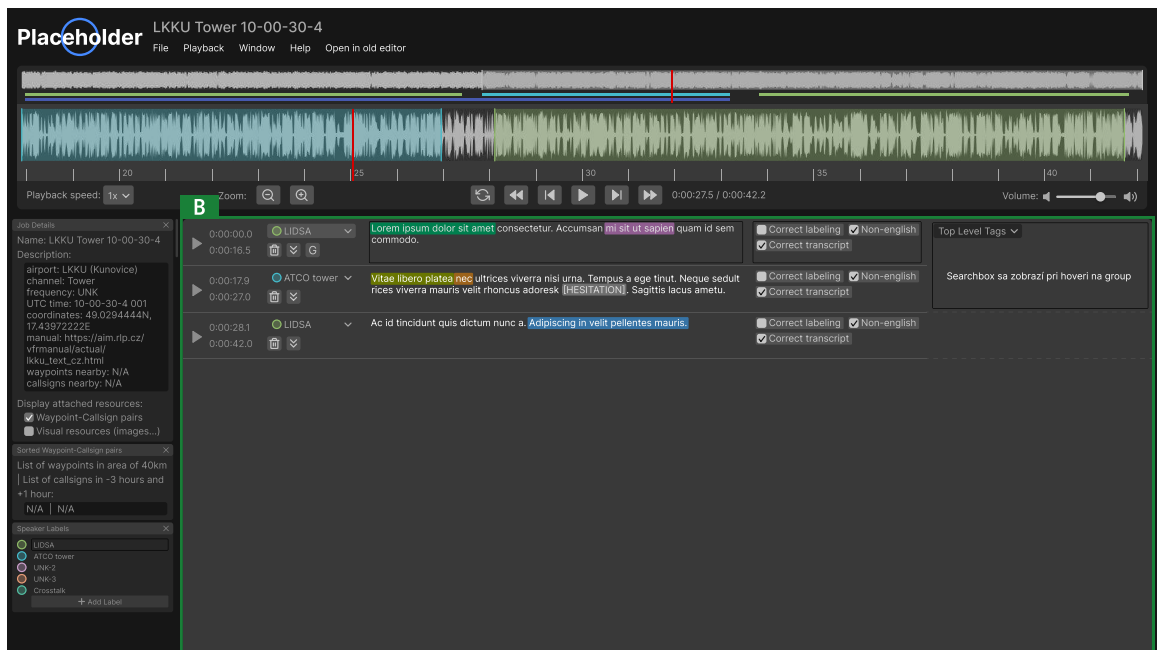 Placeholder
LKKU Tower 10-00-30-4
File Playback Window Help Open in old editor
20 25 30 35 40
Playback speed: 1x Zoom: 0:00:27.5 / 0:00:42.2 Volume:
B
Job Details
Name: LKKU Tower 10-00-30-4
Description:
airport: LKKU (Kunovice)
channel: Tower
frequency: UNK
UTC time: 10-00-30-4 001
coordinates: 49.0294444N,
17.43972222E
manual: https://aim.rlp.cz/
vfrmanual/actual/
lkku_text_cz.html
waypoints nearby: N/A
callsigns nearby: N/A
Display attached resources:
Waypoint-Callsign pairs
Visual resources (images...)
Sorted Waypoint-Callsign pairs
List of waypoints in area of 40km
| List of callsigns in -3 hours and
+1 hour:
N/A | N/A
Speaker Labels
LIDSA
ATCO tower
UNK-2
UNK-3
Crosstalk
+ Add Label
0:00:00.0
0:00:16.5
LIDSA
G
Lorem ipsum dolor sit amet consectetur. Accumsan mi sit ut sapien quam id sem
commodo.
Correct labeling Non-english
Correct transcript
Top Level Tags
Searchbox sa zobrazí pri hoveri na group
0:00:17.9
0:00:27.0
ATCO tower
Vitae libero platea nec ultrices viverra nisi urna. Tempus a ege tinut. Neque sedult
rices viverra mauris velit rhoncus adoresk [HESITATION]. Sagittis lacus ametu.
Correct labeling Non-english
Correct transcript
0:00:28.1
0:00:42.0
LIDSA
Ac id tincidunt quis dictum nunc a. Adipiscing in velit pellentes mauris.
Correct labeling Non-english
Correct transcript